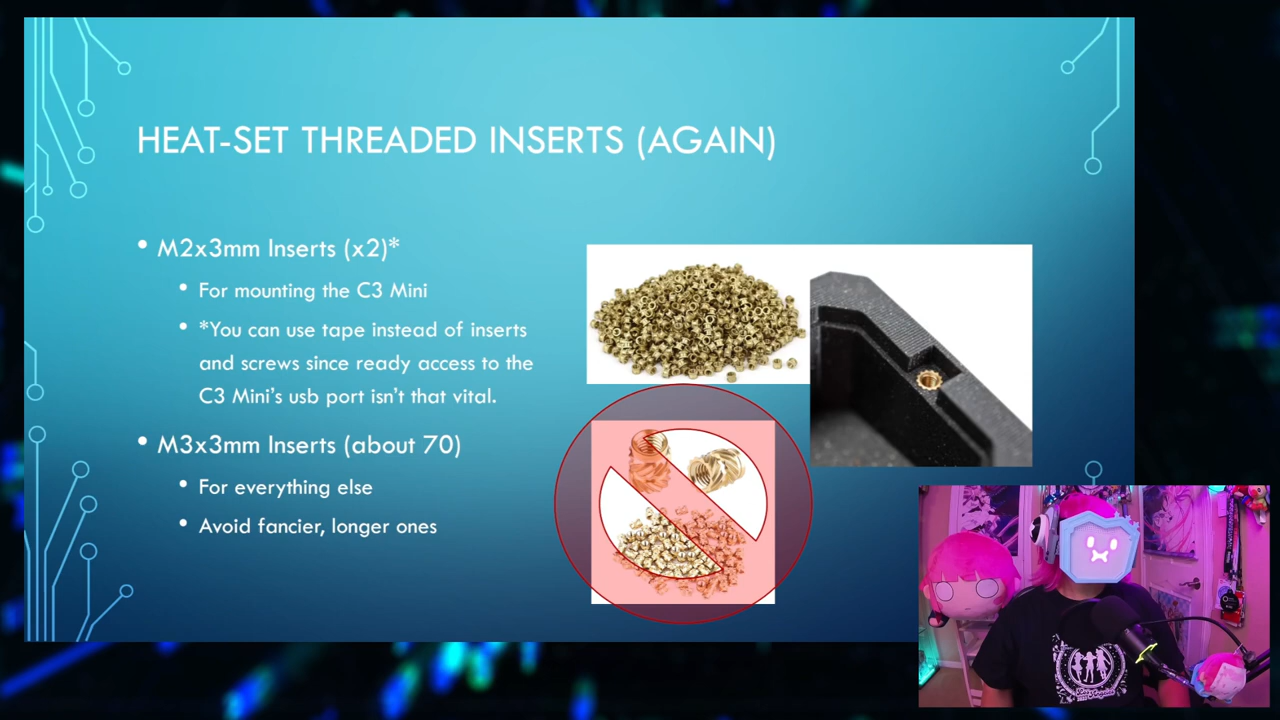 HEAT-SET THREADED INSERTS (AGAIN)
• M2x3mm Inserts (x2)*
• For mounting the C3 Mini
• *You can use tape instead of inserts
and screws since ready access to the
C3 Mini's usb port isn't that vital.
• M3x3mm Inserts (about 70)
• For everything else
• Avoid fancier, longer ones